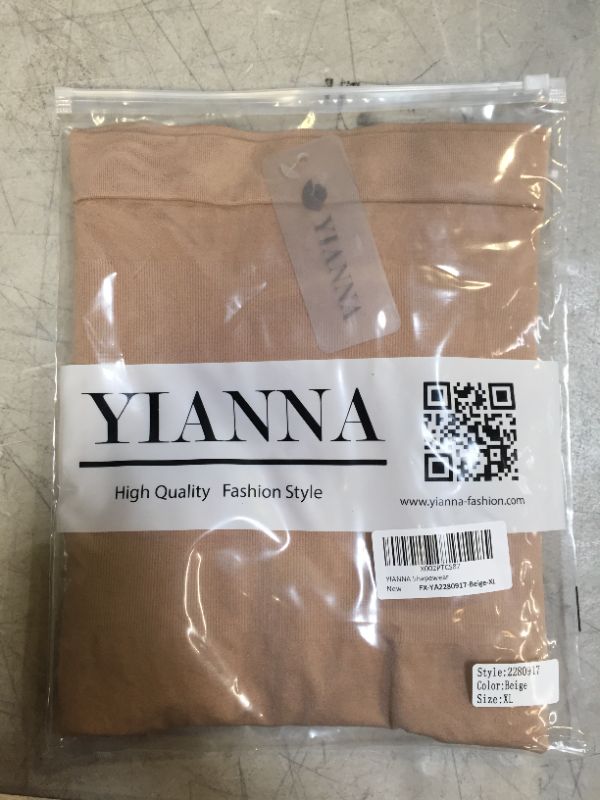 YIANNA
YIANNA
High Quality Fashion Style
www.yianna-fashion.com
YIANNA Shapewear
New FX-YA2280917-Beige-XL
Style:2280917
Color:Beige
Size:XL